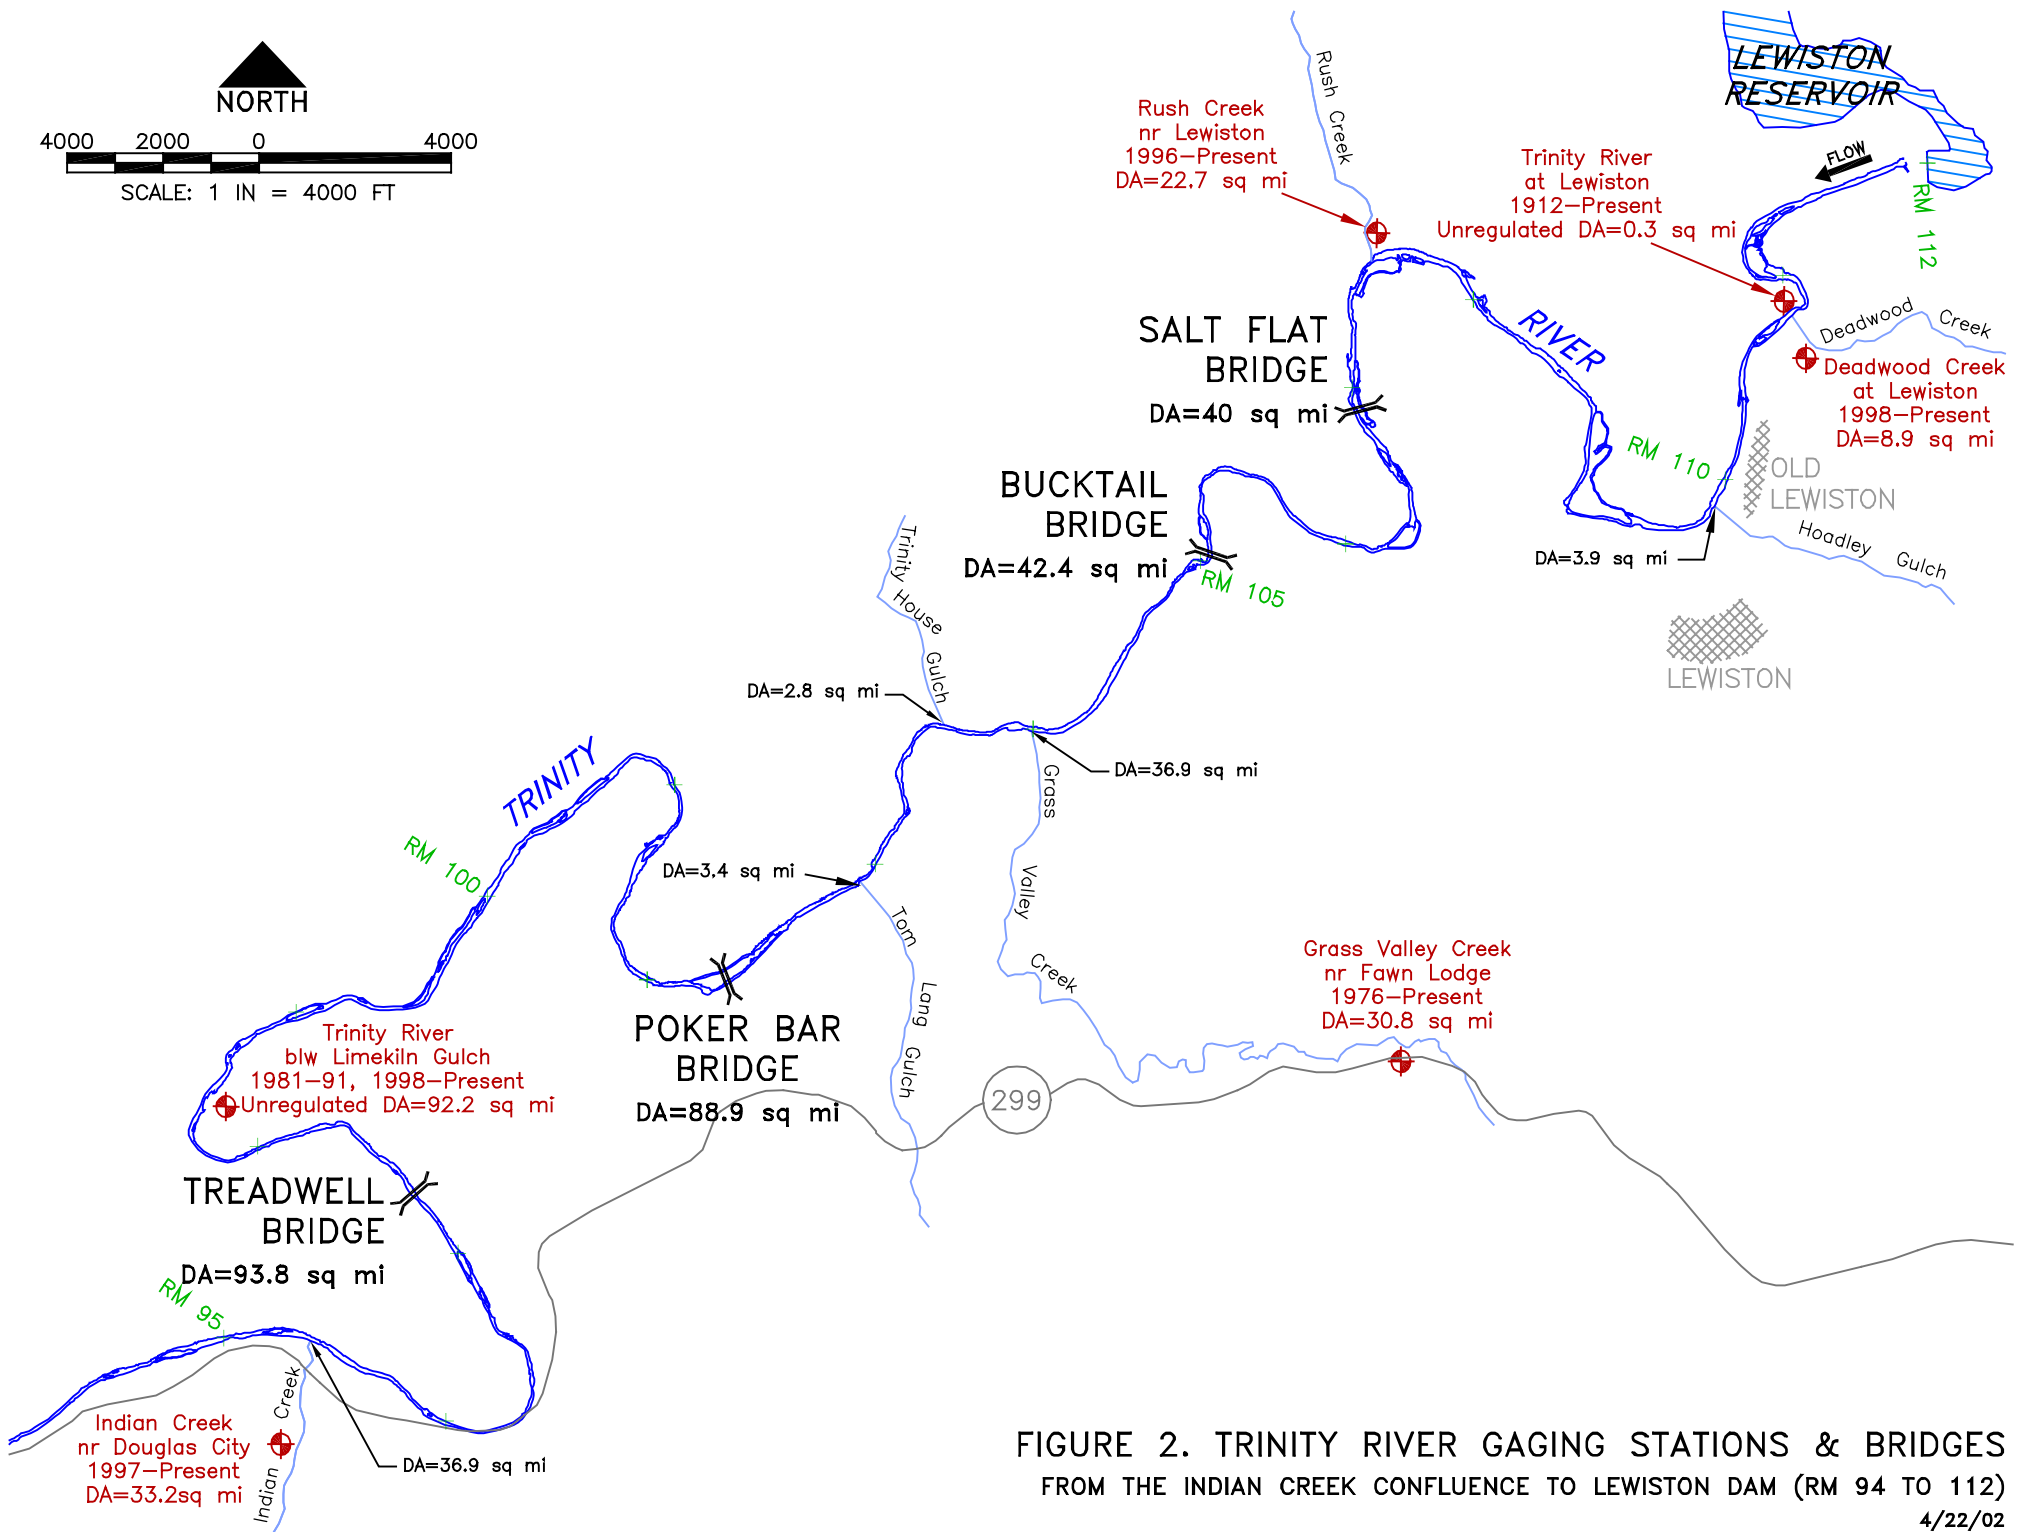 NORTH
4000 2000 0 4000
SCALE: 1 IN = 4000 FT
LEWISTON
RESERVOIR
FLOW
RM 112
Rush Creek
Rush Creek
nr Lewiston
1996-Present
DA=22.7 sq mi
Trinity River
at Lewiston
1912-Present
Unregulated DA=0.3 sq mi
Deadwood Creek
Deadwood Creek
at Lewiston
1998-Present
DA=8.9 sq mi
SALT FLAT
BRIDGE
DA=40 sq mi
RIVER
RM 110
OLD
LEWISTON
Hoadley Gulch
DA=3.9 sq mi
LEWISTON
BUCKTAIL
BRIDGE
DA=42.4 sq mi
RM 105
Trinity House Gulch
DA=2.8 sq mi
DA=36.9 sq mi
Grass Valley Creek
TRINITY
RM 100
DA=3.4 sq mi
Tom Lang Gulch
Grass Valley Creek
nr Fawn Lodge
1976-Present
DA=30.8 sq mi
POKER BAR
BRIDGE
DA=88.9 sq mi
299
Trinity River
blw Limekiln Gulch
1981-91, 1998-Present
Unregulated DA=92.2 sq mi
TREADWELL
BRIDGE
DA=93.8 sq mi
RM 95
Indian Creek
Indian Creek
nr Douglas City
1997-Present
DA=33.2sq mi
DA=36.9 sq mi
FIGURE 2. TRINITY RIVER GAGING STATIONS & BRIDGES
FROM THE INDIAN CREEK CONFLUENCE TO LEWISTON DAM (RM 94 TO 112)
4/22/02